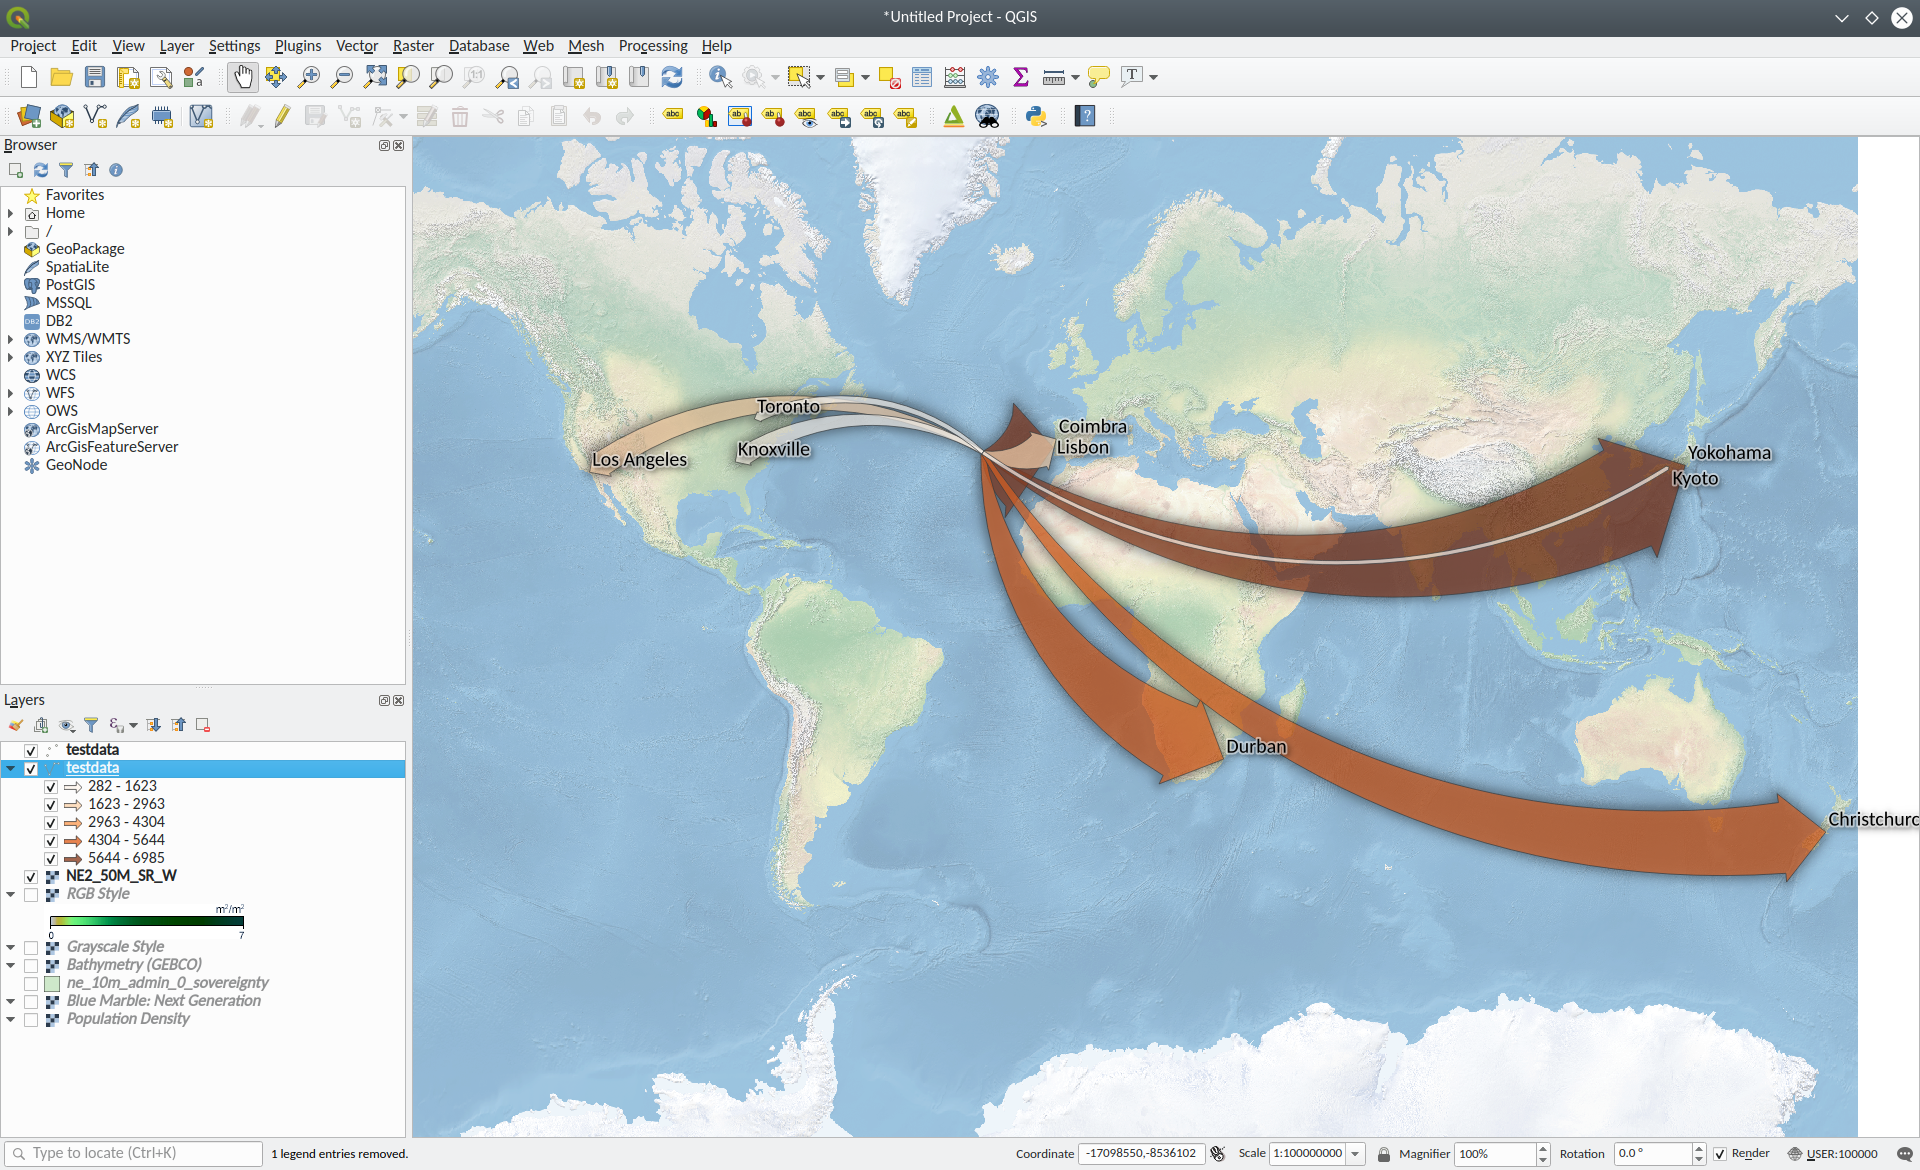 *Untitled Project - QGIS
Project Edit View Layer Settings Plugins Vector Raster Database Web Mesh Processing Help
Browser
Favorites
Home
/
GeoPackage
SpatiaLite
PostGIS
MSSQL
DB2
WMS/WMTS
XYZ Tiles
WCS
WFS
OWS
ArcGisMapServer
ArcGisFeatureServer
GeoNode
Layers
testdata
testdata
282 - 1623
1623 - 2963
2963 - 4304
4304 - 5644
5644 - 6985
NE2_50M_SR_W
RGB Style
m²/m²
0 7
Grayscale Style
Bathymetry (GEBCO)
ne_10m_admin_0_sovereignty
Blue Marble: Next Generation
Population Density
Toronto
Knoxville
Los Angeles
Coimbra
Lisbon
Yokohama
Kyoto
Durban
Christchurc
Type to locate (Ctrl+K) 1 legend entries removed. Coordinate -17098550,-8536102 Scale 1:100000000 Magnifier 100% Rotation 0.0 ° Render USER:100000